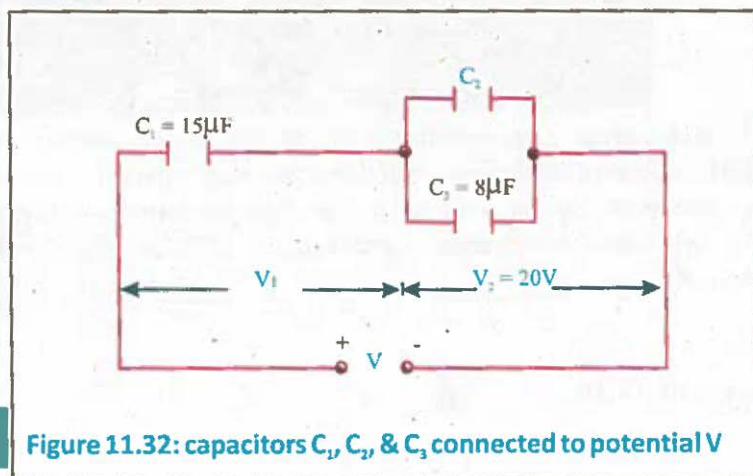 C₂
C₁ = 15μF
C₃ = 8μF
V₁
V₂ = 20V
+ V -
Figure 11.32: capacitors C₁, C₂, & C₃ connected to potential V